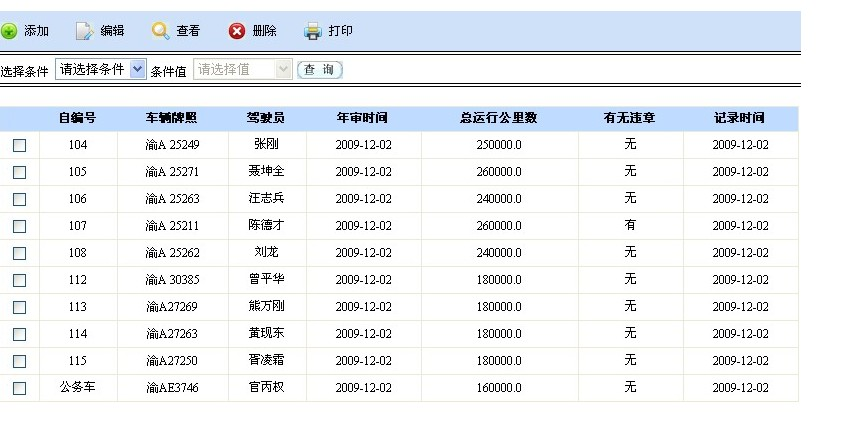 添加 编辑 查看 删除 打印
选择条件 请选择条件 条件值 请选择值 查 询
自编号 车辆牌照 驾驶员 年审时间 总运行公里数 有无违章 记录时间
104 渝A 25249 张刚 2009-12-02 250000.0 无 2009-12-02
105 渝A 25271 聂坤全 2009-12-02 260000.0 无 2009-12-02
106 渝A 25263 汪志兵 2009-12-02 240000.0 无 2009-12-02
107 渝A 25211 陈德才 2009-12-02 260000.0 有 2009-12-02
108 渝A 25262 刘龙 2009-12-02 240000.0 无 2009-12-02
112 渝A 30385 曾平华 2009-12-02 180000.0 无 2009-12-02
113 渝A27269 熊万刚 2009-12-02 180000.0 无 2009-12-02
114 渝A27263 黄现东 2009-12-02 180000.0 无 2009-12-02
115 渝A27250 胥凌霜 2009-12-02 180000.0 无 2009-12-02
公务车 渝AE3746 官丙权 2009-12-02 160000.0 无 2009-12-02